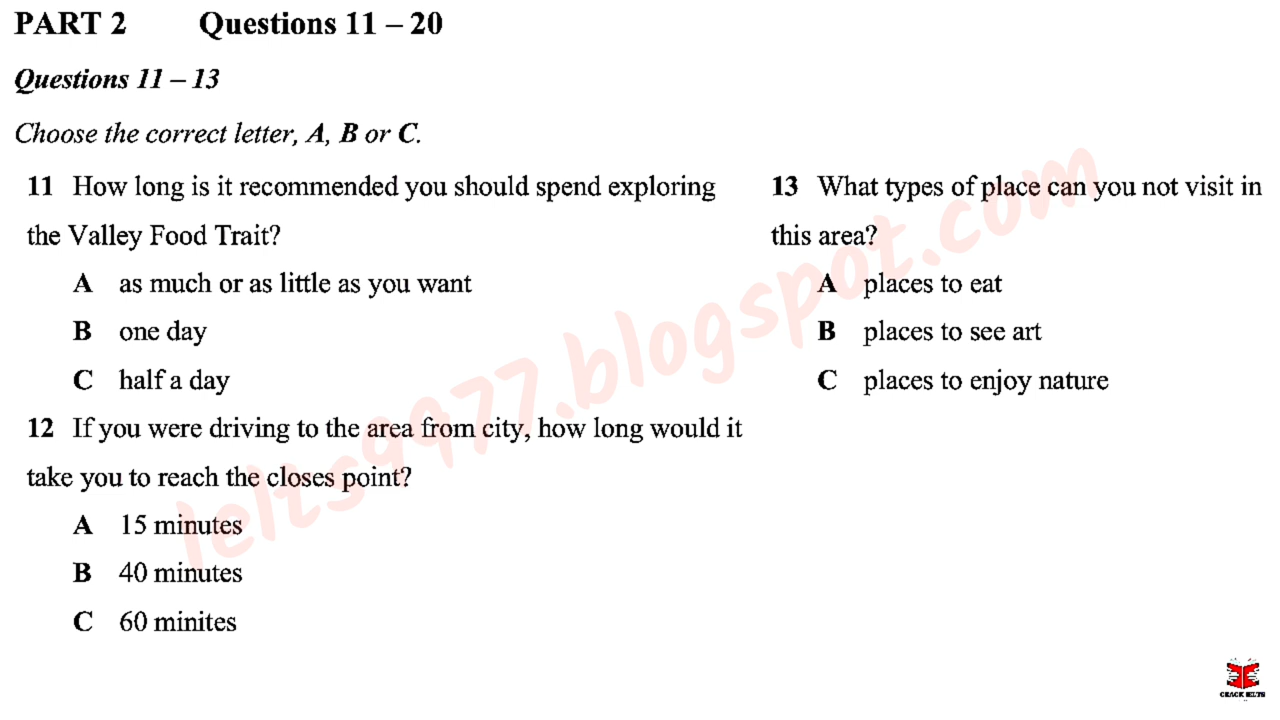 PART 2 Questions 11 – 20
Questions 11 – 13
Choose the correct letter, A, B or C.
11 How long is it recommended you should spend exploring
the Valley Food Trait?
A as much or as little as you want
B one day
C half a day
12 If you were driving to the area from city, how long would it
take you to reach the closes point?
A 15 minutes
B 40 minutes
C 60 minites
13 What types of place can you not visit in
this area?
A places to eat
B places to see art
C places to enjoy nature
Ielts9977.blogspot.com
CRACK IELTS